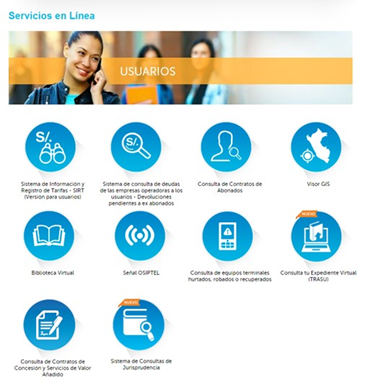 Servicios en Línea
USUARIOS
S/.
S/.
Sistema de Información y
Registro de Tarifas - SIRT
(Versión para usuarios)
Sistema de consulta de deudas
de las empresas operadoras a los
usuarios - Devoluciones
pendientes a ex abonados
Consulta de Contratos de
Abonados
Visor GIS
NUEVO
Biblioteca Virtual
Señal OSIPTEL
Consulta de equipos terminales
hurtados, robados o recuperados
Consulta tu Expediente Virtual
(TRASU)
NUEVO
Consulta de Contratos de
Concesión y Servicios de Valor
Añadido
Sistema de Consultas de
Jurisprudencia